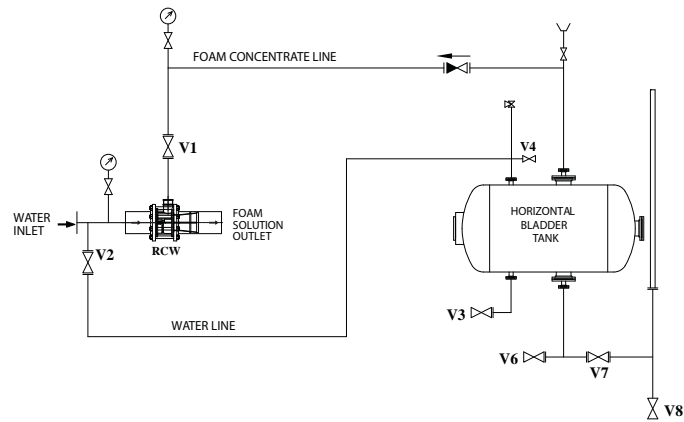 FOAM CONCENTRATE LINE
V1
V4
WATER
INLET
FOAM
SOLUTION
OUTLET
RCW
V2
HORIZONTAL
BLADDER
TANK
V3
WATER LINE
V6
V7
V8